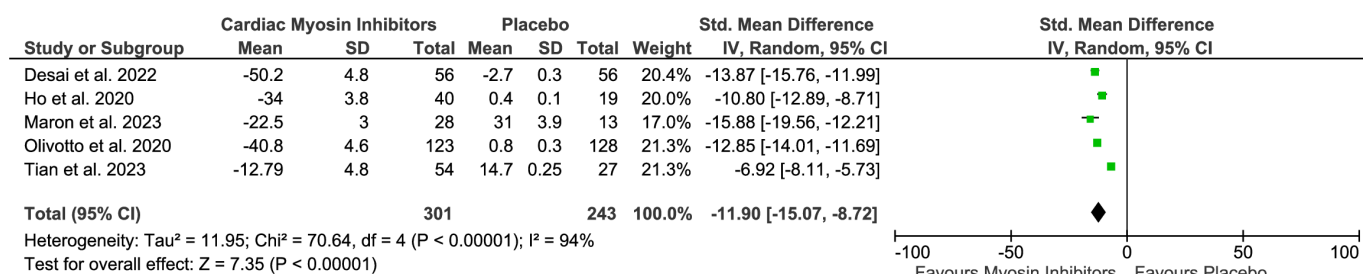 Cardiac Myosin Inhibitors Placebo Std. Mean Difference Std. Mean Difference
Study or Subgroup Mean SD Total Mean SD Total Weight IV, Random, 95% CI IV, Random, 95% CI
Desai et al. 2022 -50.2 4.8 56 -2.7 0.3 56 20.4% -13.87 [-15.76, -11.99]
Ho et al. 2020 -34 3.8 40 0.4 0.1 19 20.0% -10.80 [-12.89, -8.71]
Maron et al. 2023 -22.5 3 28 31 3.9 13 17.0% -15.88 [-19.56, -12.21]
Olivotto et al. 2020 -40.8 4.6 123 0.8 0.3 128 21.3% -12.85 [-14.01, -11.69]
Tian et al. 2023 -12.79 4.8 54 14.7 0.25 27 21.3% -6.92 [-8.11, -5.73]
Total (95% CI) 301 243 100.0% -11.90 [-15.07, -8.72]
Heterogeneity: Tau² = 11.95; Chi² = 70.64, df = 4 (P < 0.00001); I² = 94%
Test for overall effect: Z = 7.35 (P < 0.00001)
-100 -50 0 50 100
Favours Myosin Inhibitors Favours Placebo